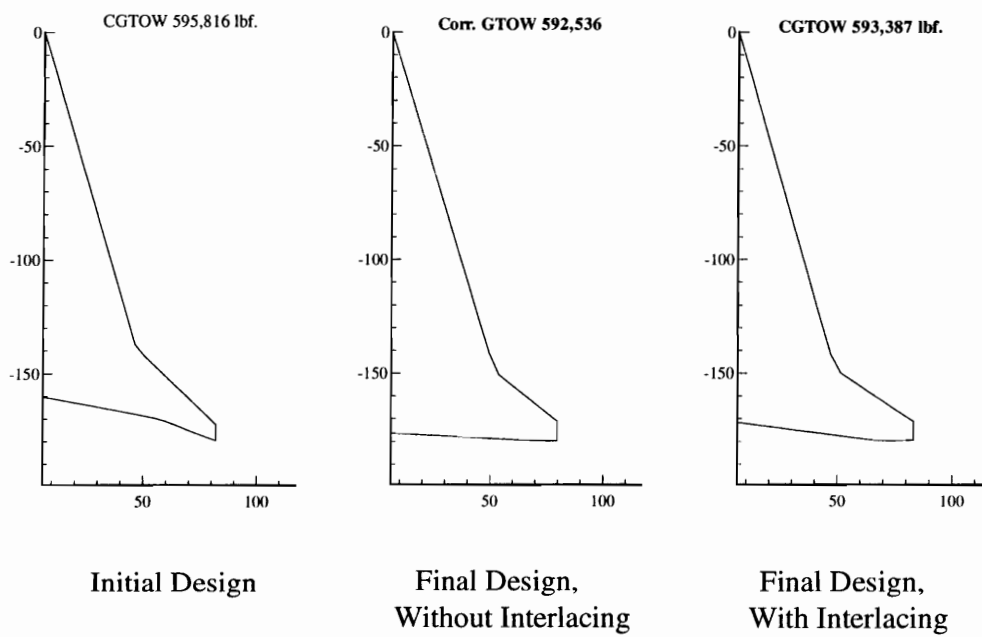 CGTOW 595,816 lbf.
0
-50
-100
-150
50
100
Initial Design
Corr. GTOW 592,536
0
-50
-100
-150
50
100
Final Design,
Without Interlacing
CGTOW 593,387 lbf.
0
-50
-100
-150
50
100
Final Design,
With Interlacing